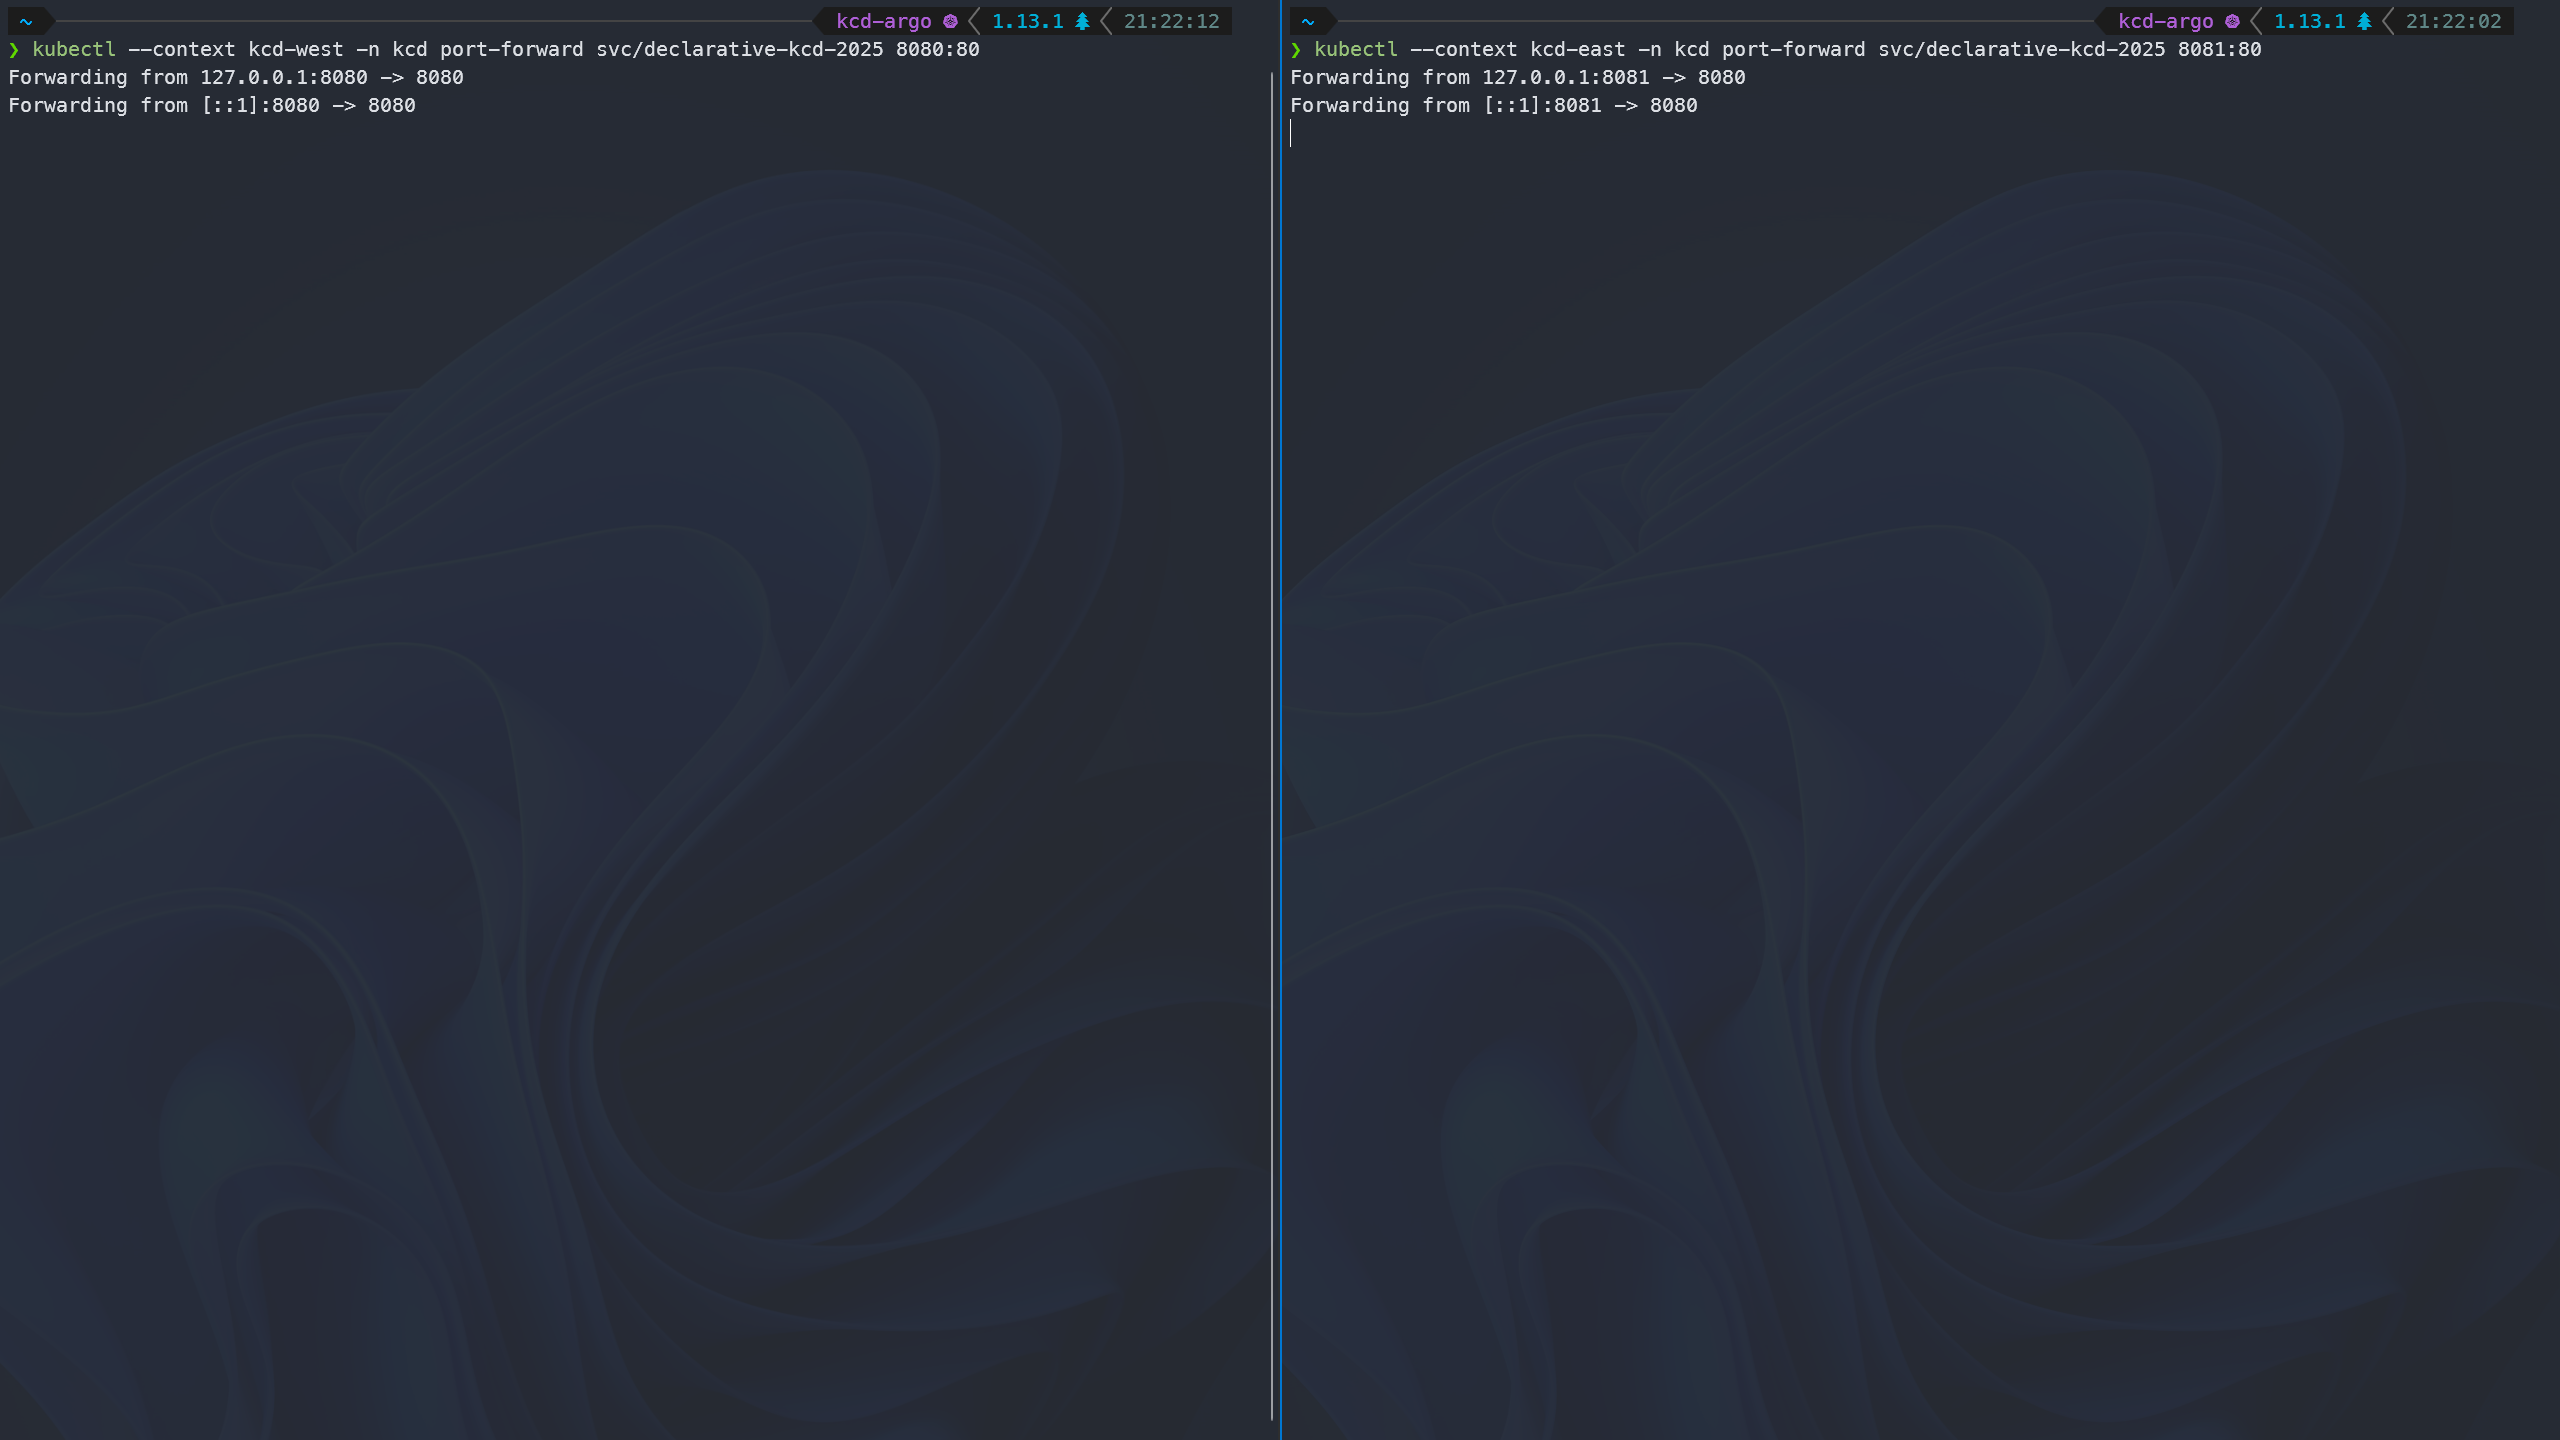 ~ kcd-argo 1.13.1 21:22:12
❯ kubectl --context kcd-west -n kcd port-forward svc/declarative-kcd-2025 8080:80
Forwarding from 127.0.0.1:8080 -> 8080
Forwarding from [::1]:8080 -> 8080
~ kcd-argo 1.13.1 21:22:02
❯ kubectl --context kcd-east -n kcd port-forward svc/declarative-kcd-2025 8081:80
Forwarding from 127.0.0.1:8081 -> 8080
Forwarding from [::1]:8081 -> 8080